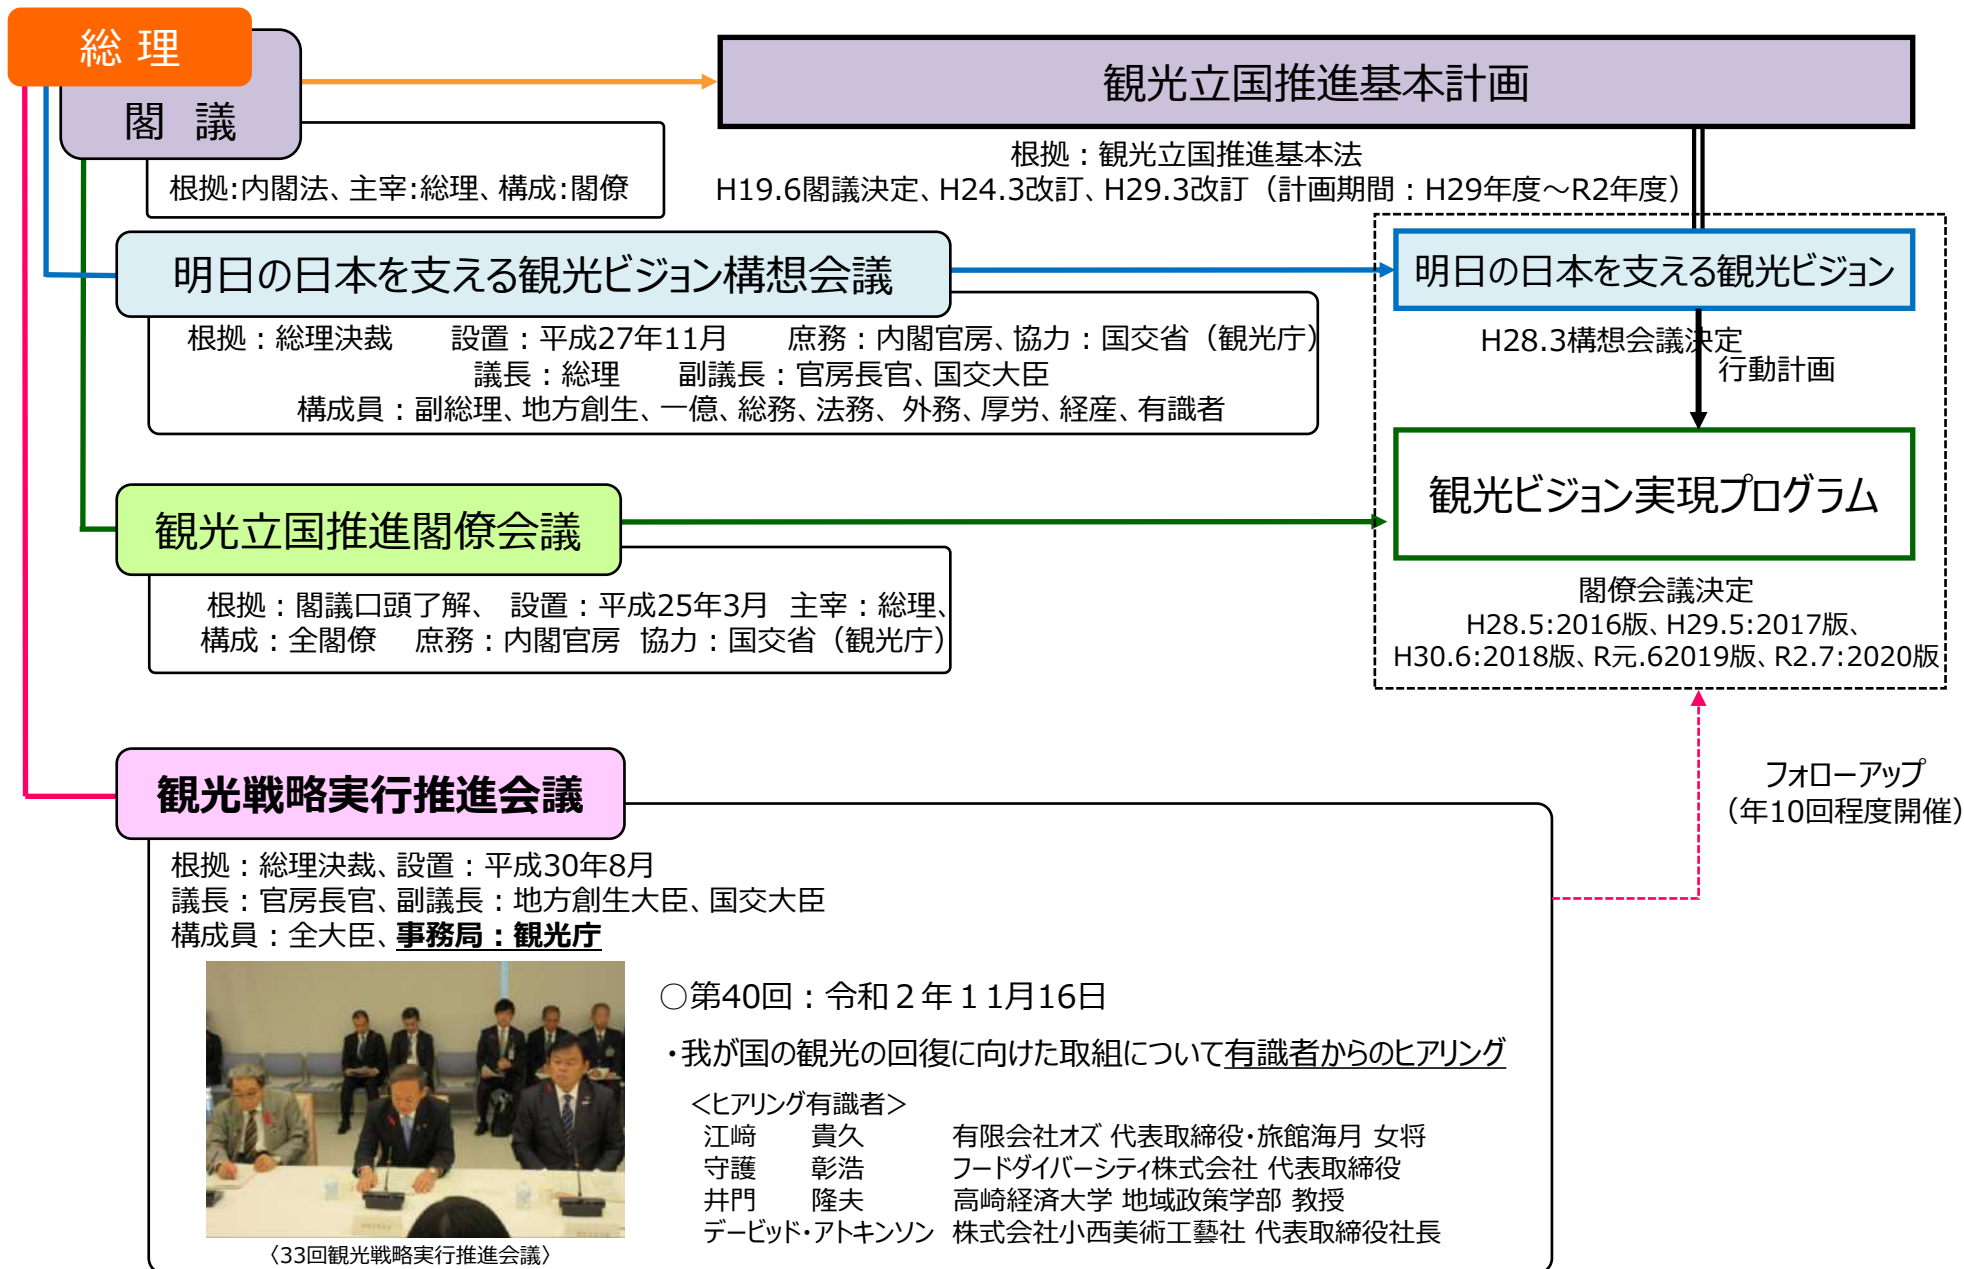 総 理
閣 議
根拠:内閣法、主宰:総理、構成:閣僚
観光立国推進基本計画
根拠：観光立国推進基本法
H19.6閣議決定、H24.3改訂、H29.3改訂（計画期間：H29年度～R2年度）
明日の日本を支える観光ビジョン構想会議
根拠：総理決裁　　設置：平成27年11月　　庶務：内閣官房、協力：国交省（観光庁）
議長：総理　　副議長：官房長官、国交大臣
構成員：副総理、地方創生、一億、総務、法務、外務、厚労、経産、有識者
明日の日本を支える観光ビジョン
H28.3構想会議決定
行動計画
観光立国推進閣僚会議
根拠：閣議口頭了解、 設置：平成25年3月 主宰：総理、
構成：全閣僚　庶務：内閣官房 協力：国交省（観光庁）
観光ビジョン実現プログラム
閣僚会議決定
H28.5:2016版、H29.5:2017版、
H30.6:2018版、R元.62019版、R2.7:2020版
フォローアップ
（年10回程度開催）
観光戦略実行推進会議
根拠：総理決裁、設置：平成30年8月
議長：官房長官、副議長：地方創生大臣、国交大臣
構成員：全大臣、事務局：観光庁
〈33回観光戦略実行推進会議〉
○第40回：令和２年１1月16日
・我が国の観光の回復に向けた取組について有識者からのヒアリング
＜ヒアリング有識者＞
江﨑　貴久　有限会社オズ 代表取締役・旅館海月 女将
守護　彰浩　フードダイバーシティ株式会社 代表取締役
井門　隆夫　高崎経済大学 地域政策学部 教授
デービッド・アトキンソン 株式会社小西美術工藝社 代表取締役社長